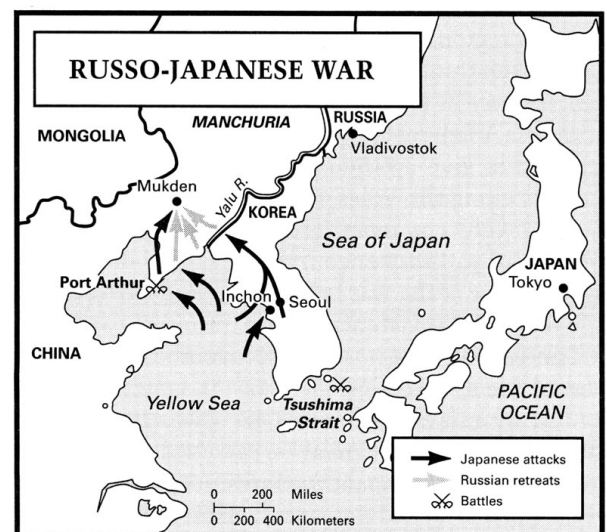 RUSSO-JAPANESE WAR
MONGOLIA
MANCHURIA
RUSSIA
Vladivostok
Mukden
Yalu R.
KOREA
Sea of Japan
Port Arthur
Inchon
Seoul
JAPAN
Tokyo
CHINA
Yellow Sea
Tsushima
Strait
PACIFIC
OCEAN
Japanese attacks
Russian retreats
Battles
0 200 Miles
0 200 400 Kilometers